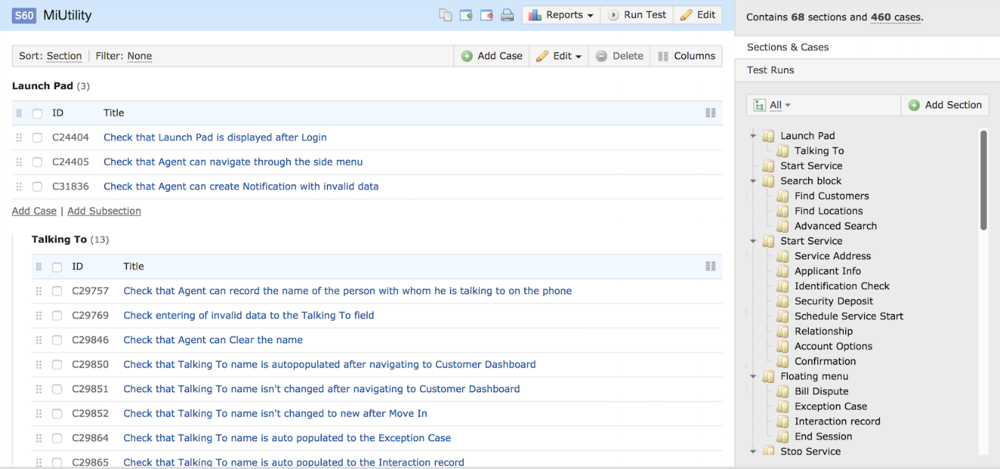 S60 MiUtility
Reports Run Test Edit
Sort: Section Filter: None
Add Case Edit Delete Columns
Launch Pad (3)
ID Title
C24404 Check that Launch Pad is displayed after Login
C24405 Check that Agent can navigate through the side menu
C31836 Check that Agent can create Notification with invalid data
Add Case | Add Subsection
Talking To (13)
ID Title
C29757 Check that Agent can record the name of the person with whom he is talking to on the phone
C29769 Check entering of invalid data to the Talking To field
C29846 Check that Agent can Clear the name
C29850 Check that Talking To name is autopopulated after navigating to Customer Dashboard
C29851 Check that Talking To name isn't changed after navigating to Customer Dashboard
C29852 Check that Talking To name isn't changed to new after Move In
C29864 Check that Talking To name is auto populated to the Exception Case
C29865 Check that Talking To name is auto populated to the Interaction record
Contains 68 sections and 460 cases.
Sections & Cases
Test Runs
All Add Section
Launch Pad
Talking To
Start Service
Search block
Find Customers
Find Locations
Advanced Search
Start Service
Service Address
Applicant Info
Identification Check
Security Deposit
Schedule Service Start
Relationship
Account Options
Confirmation
Floating menu
Bill Dispute
Exception Case
Interaction record
End Session
Stop Service